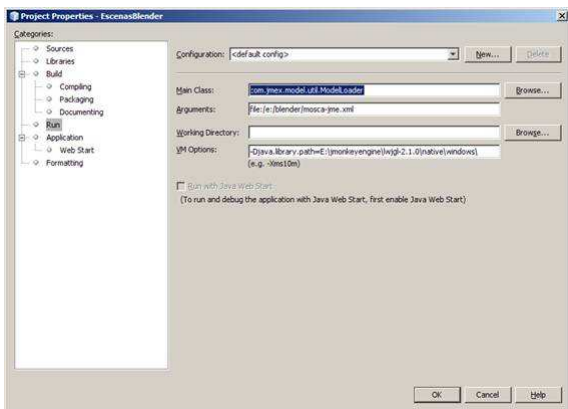 Project Properties - EscenasBlender
Categories:
Sources
Libraries
Build
Compiling
Packaging
Documenting
Run
Application
Web Start
Formatting
Configuration: <default config> New... Delete
Main Class: com.jmex.model.util.ModelLoader Browse...
Arguments: file:/e:/blender/mosca-jme.xml
Working Directory: Browse...
VM Options: -Djava.library.path=E:\jmonkeyengine\lwjgl-2.1.0\native\windows\
(e.g. -Xms10m)
Run with Java Web Start
(To run and debug the application with Java Web Start, first enable Java Web Start)
OK Cancel Help